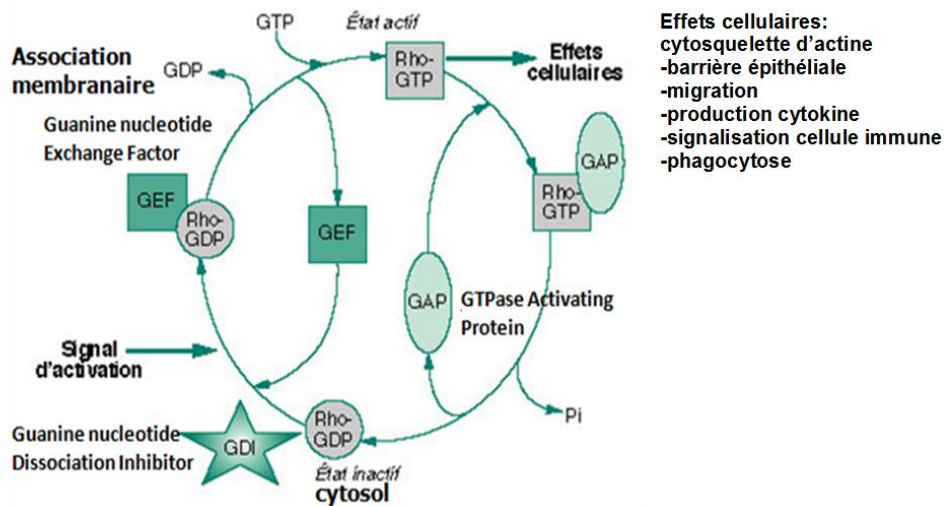 GTP
État actif
Association
membranaire
GDP
Rho-
GTP
Effets
cellulaires
Effets cellulaires:
cytosquelette d'actine
-barrière épithéliale
-migration
-production cytokine
-signalisation cellule immune
-phagocytose
Guanine nucleotide
Exchange Factor
GEF
Rho-
GDP
GEF
GAP
Rho-
GTP
GAP
GTPase Activating
Protein
Signal
d'activation
Pi
Guanine nucleotide
Dissociation Inhibitor
GDI
Rho-
GDP
État inactif
cytosol